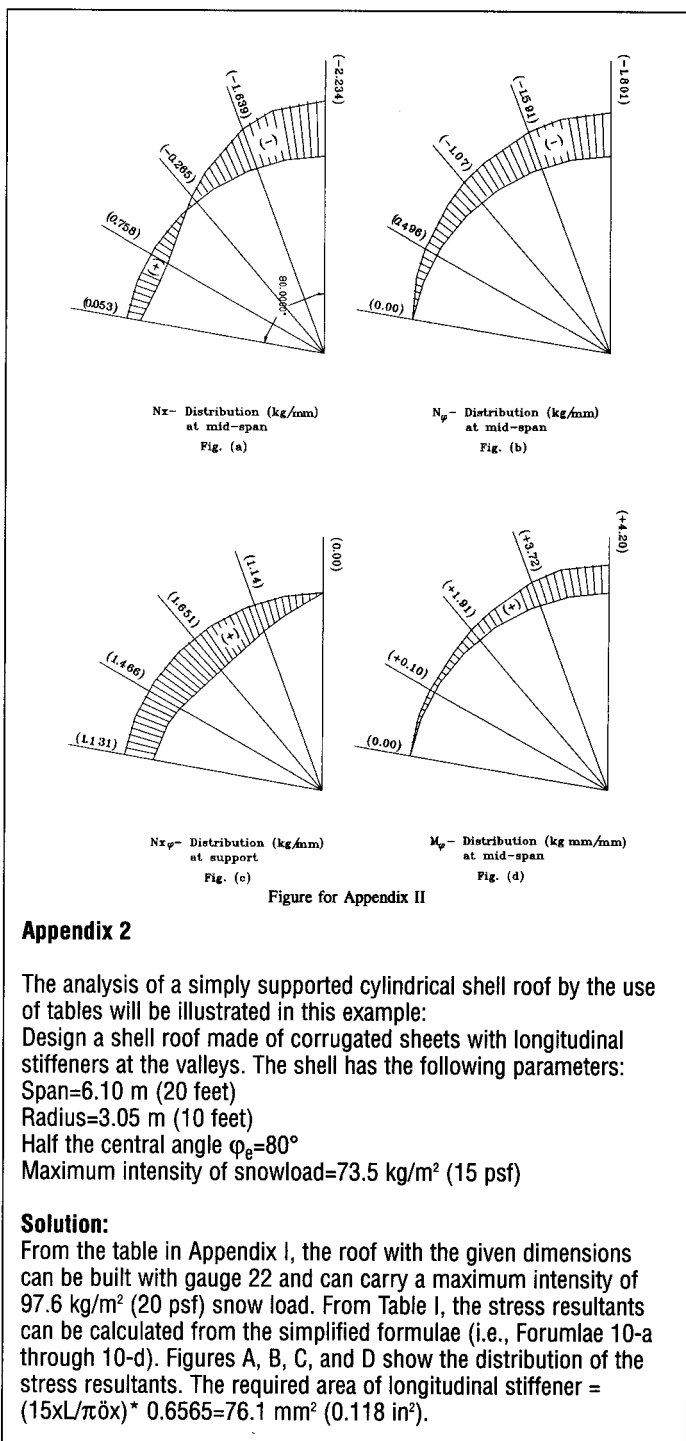 (-2.234)
(-1.639)
(-0.265)
(0.758)
(0.053)
(-)
(+)
80.0000°
Nx- Distribution (kg/mm)
at mid-span
Fig. (a)
(-1.801)
(-1.591)
(-1.07)
(0.496)
(0.00)
(-)
Nφ- Distribution (kg/mm)
at mid-span
Fig. (b)
(0.00)
(1.14)
(1.651)
(1.466)
(1.131)
(+)
Nxφ- Distribution (kg/mm)
at support
Fig. (c)
(+4.20)
(+3.72)
(+1.91)
(+0.10)
(0.00)
(+)
Mφ- Distribution (kg mm/mm)
at mid-span
Fig. (d)
Figure for Appendix II
Appendix 2
The analysis of a simply supported cylindrical shell roof by the use
of tables will be illustrated in this example:
Design a shell roof made of corrugated sheets with longitudinal
stiffeners at the valleys. The shell has the following parameters:
Span=6.10 m (20 feet)
Radius=3.05 m (10 feet)
Half the central angle φe=80°
Maximum intensity of snowload=73.5 kg/m² (15 psf)
Solution:
From the table in Appendix I, the roof with the given dimensions
can be built with gauge 22 and can carry a maximum intensity of
97.6 kg/m² (20 psf) snow load. From Table I, the stress resultants
can be calculated from the simplified formulae (i.e., Forumlae 10-a
through 10-d). Figures A, B, C, and D show the distribution of the
stress resultants. The required area of longitudinal stiffener =
(15xL/πöx)* 0.6565=76.1 mm² (0.118 in²).